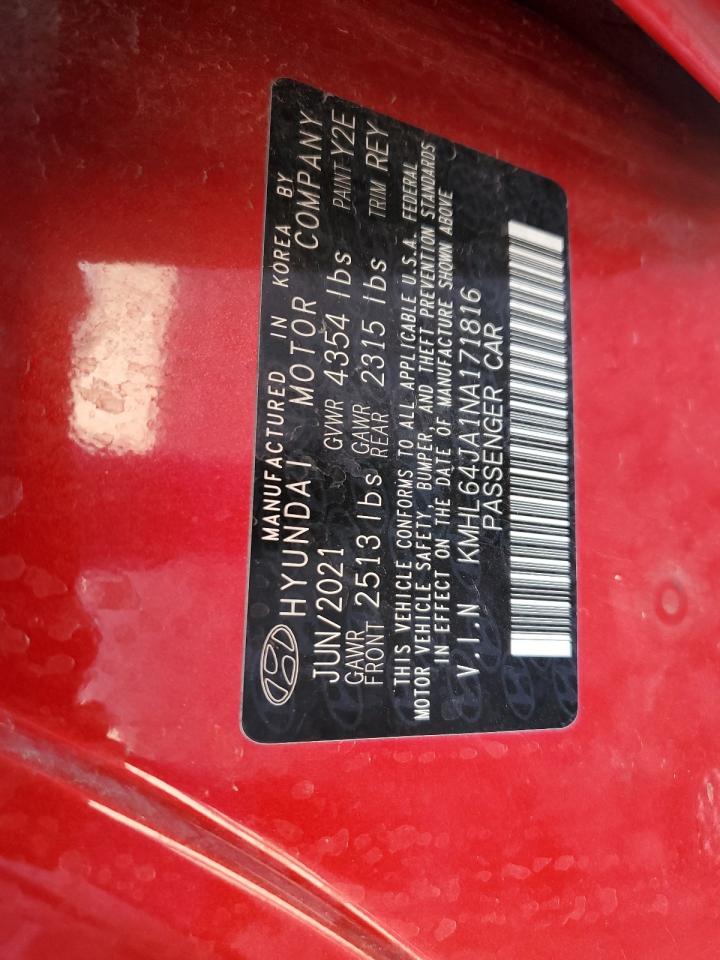 MANUFACTURED IN KOREA BY
HYUNDAI MOTOR COMPANY
JUN/2021 GVWR 4354 lbs PAINT Y2E
GAWR FRONT 2513 lbs GAWR REAR 2315 lbs TRIM REY
THIS VEHICLE CONFORMS TO ALL APPLICABLE U.S.A. FEDERAL
MOTOR VEHICLE SAFETY, BUMPER, AND THEFT PREVENTION STANDARDS
IN EFFECT ON THE DATE OF MANUFACTURE SHOWN ABOVE
V.I.N KMHL64JA1NA171816
PASSENGER CAR